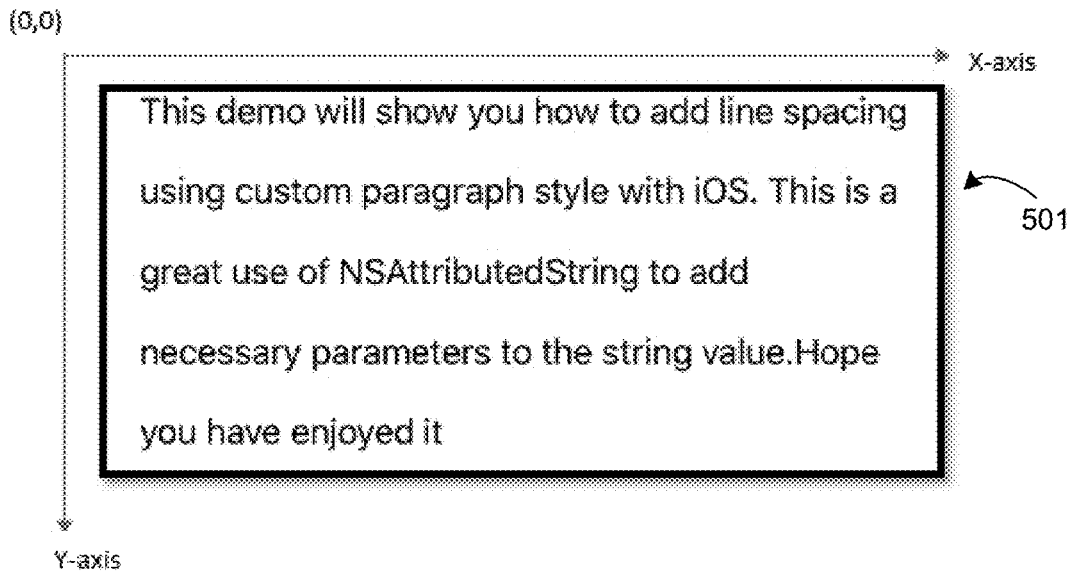 (0,0)
X-axis
This demo will show you how to add line spacing
using custom paragraph style with iOS. This is a
501
great use of NSAttributedString to add
necessary parameters to the string value.Hope
you have enjoyed it
Y-axis